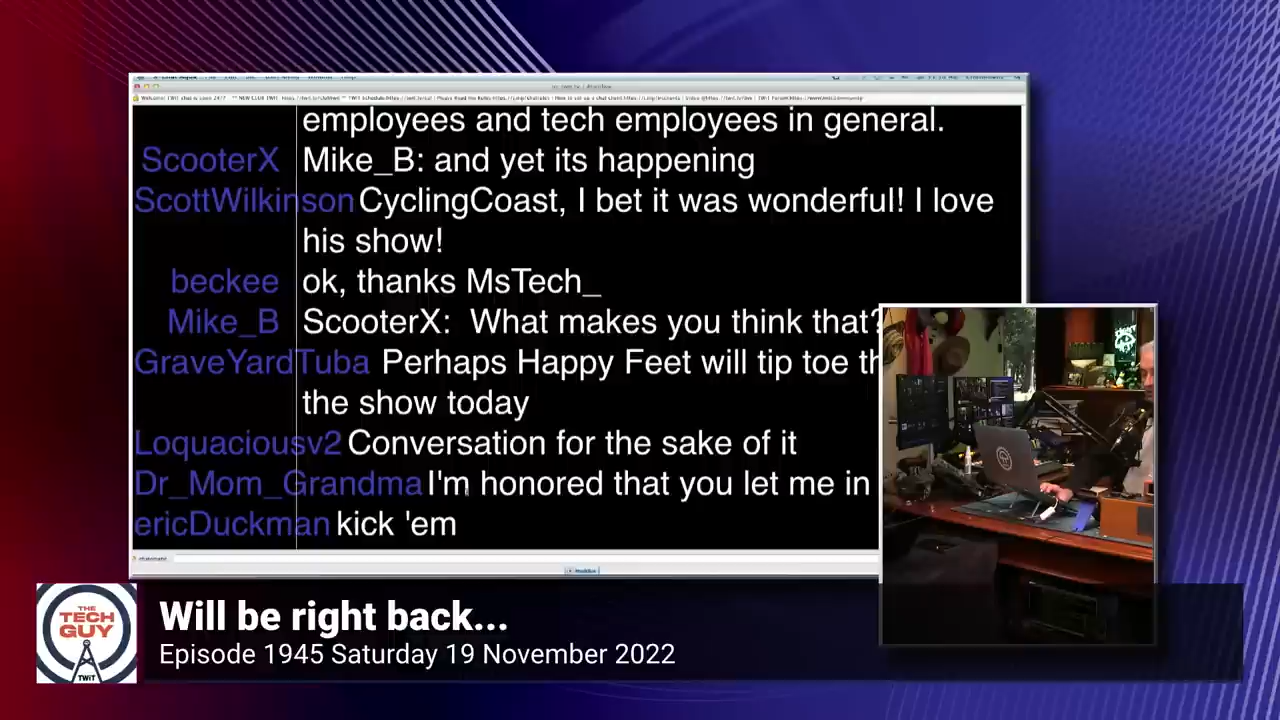 employees and tech employees in general.
ScooterX Mike_B: and yet its happening
ScottWilkinson CyclingCoast, I bet it was wonderful! I love
his show!
beckee ok, thanks MsTech_
Mike_B ScooterX: What makes you think that?
GraveYardTuba Perhaps Happy Feet will tip toe th
the show today
Loquaciousv2 Conversation for the sake of it
Dr_Mom_Grandma I'm honored that you let me in
ericDuckman kick 'em
THE
TECH
GUY
TWiT
Will be right back...
Episode 1945 Saturday 19 November 2022